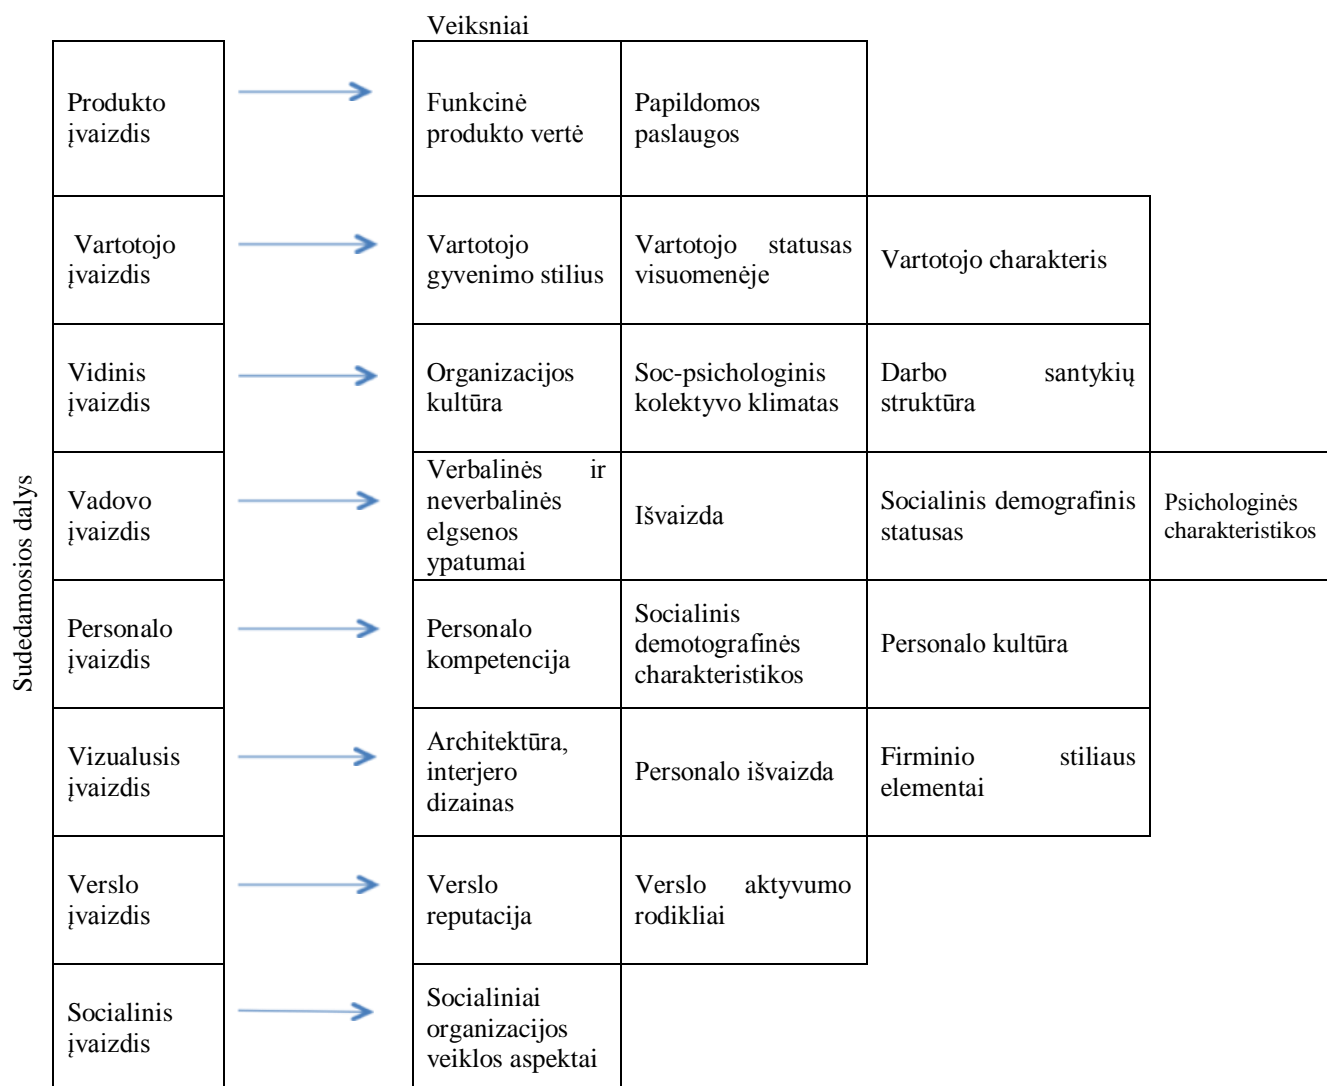 Veiksniai
Produkto
įvaizdis
Funkcinė
produkto vertė
Papildomos
paslaugos
Vartotojo
įvaizdis
Vartotojo
gyvenimo stilius
Vartotojo statusas
visuomenėje
Vartotojo charakteris
Vidinis
įvaizdis
Organizacijos
kultūra
Soc-psichologinis
kolektyvo klimatas
Darbo santykių
struktūra
Sudedamosios dalys
Vadovo
įvaizdis
Verbalinės ir
neverbalinės
elgsenos
ypatumai
Išvaizda
Socialinis demografinis
statusas
Psichologinės
charakteristikos
Personalo
įvaizdis
Personalo
kompetencija
Socialinis
demotografinės
charakteristikos
Personalo kultūra
Vizualusis
įvaizdis
Architektūra,
interjero
dizainas
Personalo išvaizda
Firminio stiliaus
elementai
Verslo
įvaizdis
Verslo
reputacija
Verslo aktyvumo
rodikliai
Socialinis
įvaizdis
Socialiniai
organizacijos
veiklos aspektai